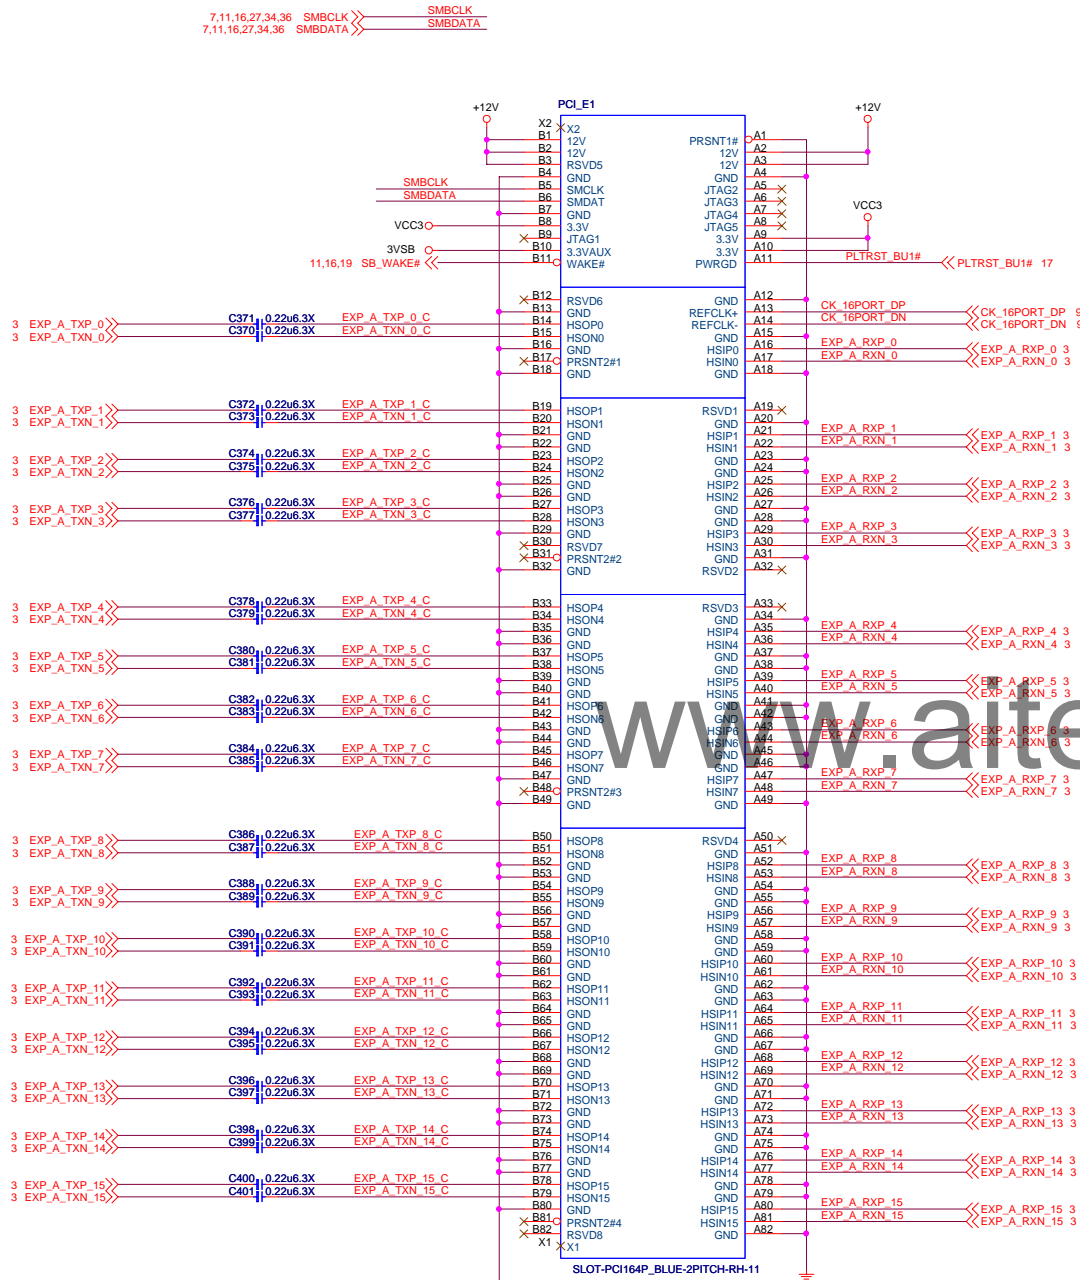 7,11,16,27,34,36 SMBCLK SMBCLK
7,11,16,27,34,36 SMBDATA SMBDATA
PCI_E1
+12V +12V
X2 X2
B1 12V PRSNT1# A1
B2 12V 12V A2
B3 RSVD5 12V A3
B4 GND GND A4
SMBCLK B5 SMCLK JTAG2 A5
SMBDATA B6 SMDAT JTAG3 A6
B7 GND JTAG4 A7
VCC3 B8 3.3V JTAG5 A8 VCC3
B9 JTAG1 3.3V A9
3VSB B10 3.3VAUX 3.3V A10
11,16,19 SB_WAKE# B11 WAKE# PWRGD A11 PLTRST_BU1# PLTRST_BU1# 17
B12 RSVD6 GND A12
B13 GND REFCLK+ A13 CK_16PORT_DP CK_16PORT_DP 9
3 EXP_A_TXP_0 C371 0.22u6.3X EXP_A_TXP_0_C B14 HSOP0 REFCLK- A14 CK_16PORT_DN CK_16PORT_DN 9
3 EXP_A_TXN_0 C370 0.22u6.3X EXP_A_TXN_0_C B15 HSON0 GND A15
B16 GND HSIP0 A16 EXP_A_RXP_0 EXP_A_RXP_0 3
B17 PRSNT2#1 HSIN0 A17 EXP_A_RXN_0 EXP_A_RXN_0 3
B18 GND GND A18
3 EXP_A_TXP_1 C372 0.22u6.3X EXP_A_TXP_1_C B19 HSOP1 RSVD1 A19
3 EXP_A_TXN_1 C373 0.22u6.3X EXP_A_TXN_1_C B20 HSON1 GND A20
B21 GND HSIP1 A21 EXP_A_RXP_1 EXP_A_RXP_1 3
B22 GND HSIN1 A22 EXP_A_RXN_1 EXP_A_RXN_1 3
3 EXP_A_TXP_2 C374 0.22u6.3X EXP_A_TXP_2_C B23 HSOP2 GND A23
3 EXP_A_TXN_2 C375 0.22u6.3X EXP_A_TXN_2_C B24 HSON2 GND A24
B25 GND HSIP2 A25 EXP_A_RXP_2 EXP_A_RXP_2 3
B26 GND HSIN2 A26 EXP_A_RXN_2 EXP_A_RXN_2 3
3 EXP_A_TXP_3 C376 0.22u6.3X EXP_A_TXP_3_C B27 HSOP3 GND A27
3 EXP_A_TXN_3 C377 0.22u6.3X EXP_A_TXN_3_C B28 HSON3 GND A28
B29 GND HSIP3 A29 EXP_A_RXP_3 EXP_A_RXP_3 3
B30 RSVD7 HSIN3 A30 EXP_A_RXN_3 EXP_A_RXN_3 3
B31 PRSNT2#2 GND A31
B32 GND RSVD2 A32
3 EXP_A_TXP_4 C378 0.22u6.3X EXP_A_TXP_4_C B33 HSOP4 RSVD3 A33
3 EXP_A_TXN_4 C379 0.22u6.3X EXP_A_TXN_4_C B34 HSON4 GND A34
B35 GND HSIP4 A35 EXP_A_RXP_4 EXP_A_RXP_4 3
B36 GND HSIN4 A36 EXP_A_RXN_4 EXP_A_RXN_4 3
3 EXP_A_TXP_5 C380 0.22u6.3X EXP_A_TXP_5_C B37 HSOP5 GND A37
3 EXP_A_TXN_5 C381 0.22u6.3X EXP_A_TXN_5_C B38 HSON5 GND A38
B39 GND HSIP5 A39 EXP_A_RXP_5 EXP_A_RXP_5 3
B40 GND HSIN5 A40 EXP_A_RXN_5 EXP_A_RXN_5 3
3 EXP_A_TXP_6 C382 0.22u6.3X EXP_A_TXP_6_C B41 HSOP6 GND A41
3 EXP_A_TXN_6 C383 0.22u6.3X EXP_A_TXN_6_C B42 HSON6 GND A42
B43 GND HSIP6 A43 EXP_A_RXP_6 EXP_A_RXP_6 3
www.aite
B44 GND HSIN6 A44 EXP_A_RXN_6 EXP_A_RXN_6 3
3 EXP_A_TXP_7 C384 0.22u6.3X EXP_A_TXP_7_C B45 HSOP7 GND A45
3 EXP_A_TXN_7 C385 0.22u6.3X EXP_A_TXN_7_C B46 HSON7 GND A46
B47 GND HSIP7 A47 EXP_A_RXP_7 EXP_A_RXP_7 3
B48 PRSNT2#3 HSIN7 A48 EXP_A_RXN_7 EXP_A_RXN_7 3
B49 GND GND A49
3 EXP_A_TXP_8 C386 0.22u6.3X EXP_A_TXP_8_C B50 HSOP8 RSVD4 A50
3 EXP_A_TXN_8 C387 0.22u6.3X EXP_A_TXN_8_C B51 HSON8 GND A51
B52 GND HSIP8 A52 EXP_A_RXP_8 EXP_A_RXP_8 3
B53 GND HSIN8 A53 EXP_A_RXN_8 EXP_A_RXN_8 3
3 EXP_A_TXP_9 C388 0.22u6.3X EXP_A_TXP_9_C B54 HSOP9 GND A54
3 EXP_A_TXN_9 C389 0.22u6.3X EXP_A_TXN_9_C B55 HSON9 GND A55
B56 GND HSIP9 A56 EXP_A_RXP_9 EXP_A_RXP_9 3
B57 GND HSIN9 A57 EXP_A_RXN_9 EXP_A_RXN_9 3
3 EXP_A_TXP_10 C390 0.22u6.3X EXP_A_TXP_10_C B58 HSOP10 GND A58
3 EXP_A_TXN_10 C391 0.22u6.3X EXP_A_TXN_10_C B59 HSON10 GND A59
B60 GND HSIP10 A60 EXP_A_RXP_10 EXP_A_RXP_10 3
B61 GND HSIN10 A61 EXP_A_RXN_10 EXP_A_RXN_10 3
3 EXP_A_TXP_11 C392 0.22u6.3X EXP_A_TXP_11_C B62 HSOP11 GND A62
3 EXP_A_TXN_11 C393 0.22u6.3X EXP_A_TXN_11_C B63 HSON11 GND A63
B64 GND HSIP11 A64 EXP_A_RXP_11 EXP_A_RXP_11 3
B65 GND HSIN11 A65 EXP_A_RXN_11 EXP_A_RXN_11 3
3 EXP_A_TXP_12 C394 0.22u6.3X EXP_A_TXP_12_C B66 HSOP12 GND A66
3 EXP_A_TXN_12 C395 0.22u6.3X EXP_A_TXN_12_C B67 HSON12 GND A67
B68 GND HSIP12 A68 EXP_A_RXP_12 EXP_A_RXP_12 3
B69 GND HSIN12 A69 EXP_A_RXN_12 EXP_A_RXN_12 3
3 EXP_A_TXP_13 C396 0.22u6.3X EXP_A_TXP_13_C B70 HSOP13 GND A70
3 EXP_A_TXN_13 C397 0.22u6.3X EXP_A_TXN_13_C B71 HSON13 GND A71
B72 GND HSIP13 A72 EXP_A_RXP_13 EXP_A_RXP_13 3
B73 GND HSIN13 A73 EXP_A_RXN_13 EXP_A_RXN_13 3
3 EXP_A_TXP_14 C398 0.22u6.3X EXP_A_TXP_14_C B74 HSOP14 GND A74
3 EXP_A_TXN_14 C399 0.22u6.3X EXP_A_TXN_14_C B75 HSON14 GND A75
B76 GND HSIP14 A76 EXP_A_RXP_14 EXP_A_RXP_14 3
B77 GND HSIN14 A77 EXP_A_RXN_14 EXP_A_RXN_14 3
3 EXP_A_TXP_15 C400 0.22u6.3X EXP_A_TXP_15_C B78 HSOP15 GND A78
3 EXP_A_TXN_15 C401 0.22u6.3X EXP_A_TXN_15_C B79 HSON15 GND A79
B80 GND HSIP15 A80 EXP_A_RXP_15 EXP_A_RXP_15 3
B81 PRSNT2#4 HSIN15 A81 EXP_A_RXN_15 EXP_A_RXN_15 3
B82 RSVD8 GND A82
X1 X1
SLOT-PCI164P_BLUE-2PITCH-RH-11